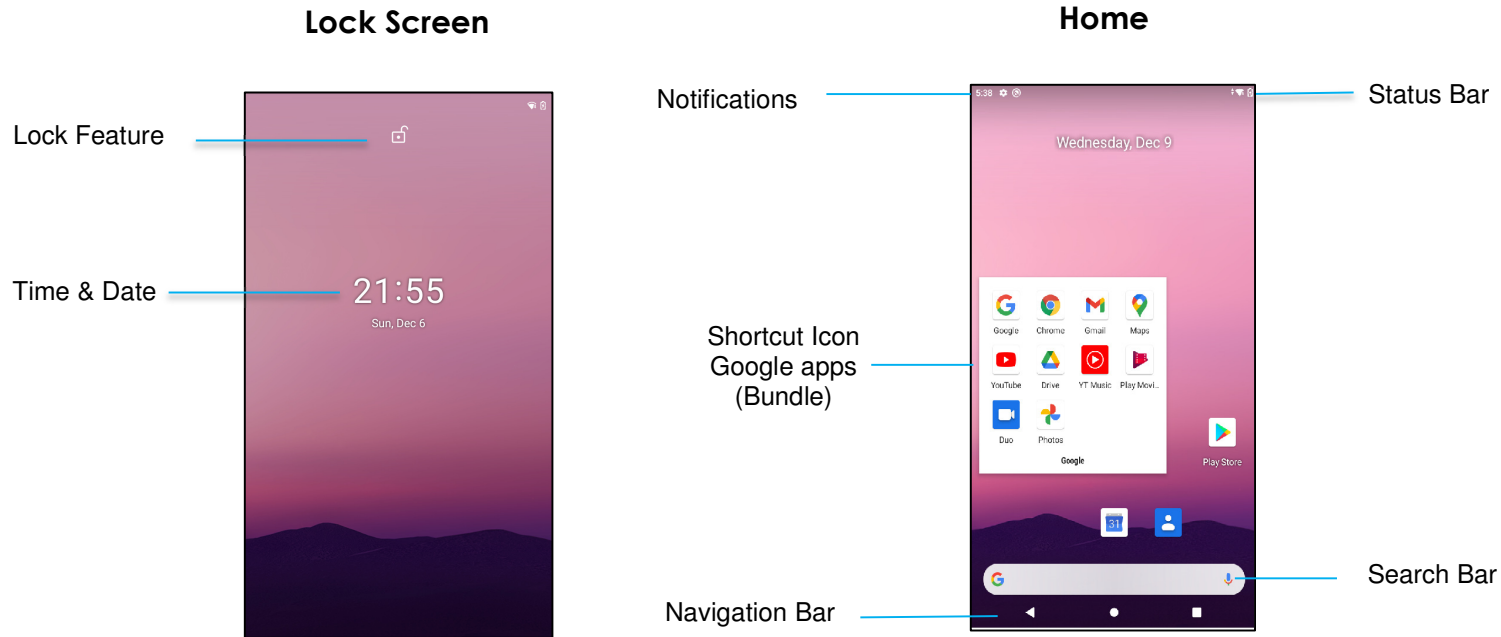 Lock Screen
Lock Feature
Time & Date
21:55
Sun, Dec 6
Home
Notifications
5:38
Status Bar
Wednesday, Dec 9
Shortcut Icon
Google apps
(Bundle)
Google Chrome Gmail Maps
YouTube Drive YT Music Play Movi...
Duo Photos
Google
Play Store
31
G
Search Bar
Navigation Bar